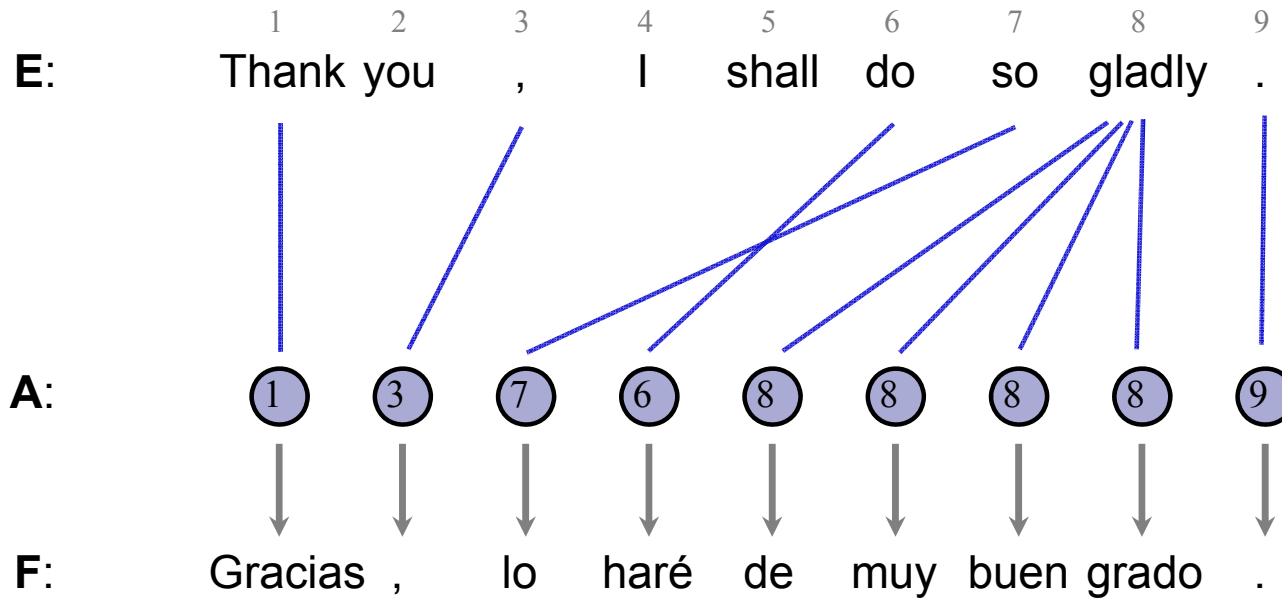 1 2 3 4 5 6 7 8 9
E: Thank you , I shall do so gladly .
A: 1 3 7 6 8 8 8 8 9
F: Gracias , lo haré de muy buen grado .